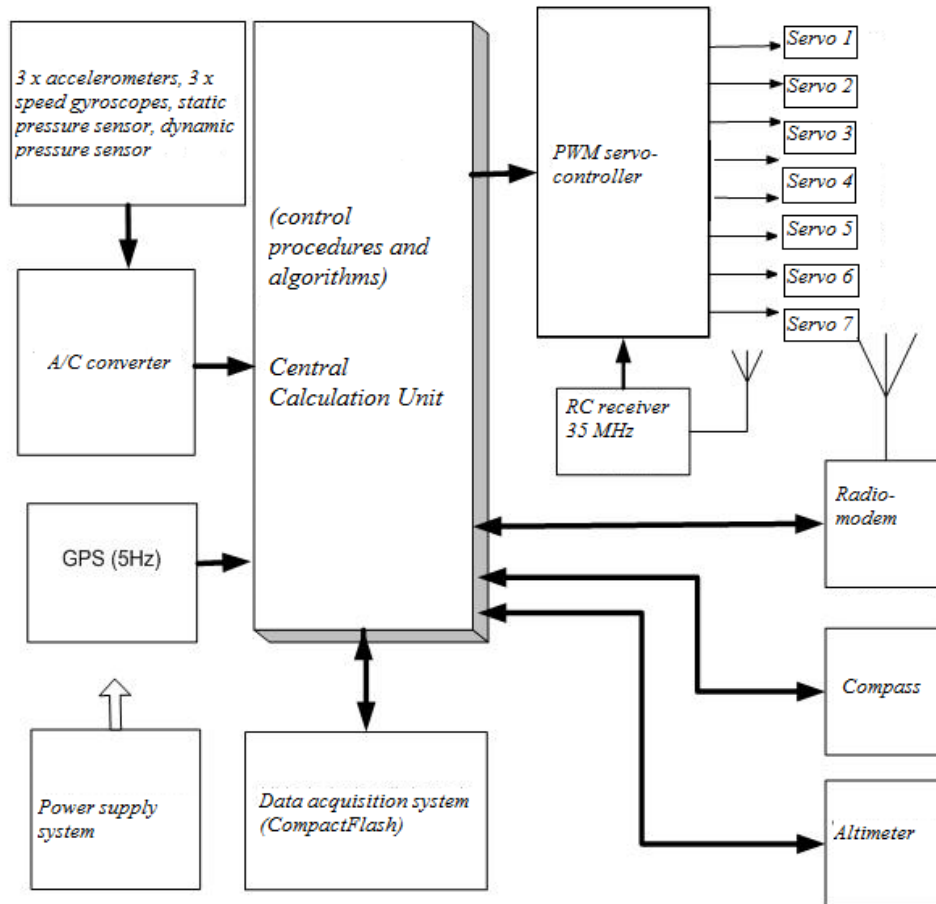 3 x accelerometers, 3 x
speed gyroscopes, static
pressure sensor, dynamic
pressure sensor
A/C converter
GPS (5Hz)
Power supply
system
(control
procedures and
algorithms)
Central
Calculation Unit
Data acquisition system
(CompactFlash)
PWM servo-
controller
RC receiver
35 MHz
Servo 1
Servo 2
Servo 3
Servo 4
Servo 5
Servo 6
Servo 7
Radio-
modem
Compass
Altimeter